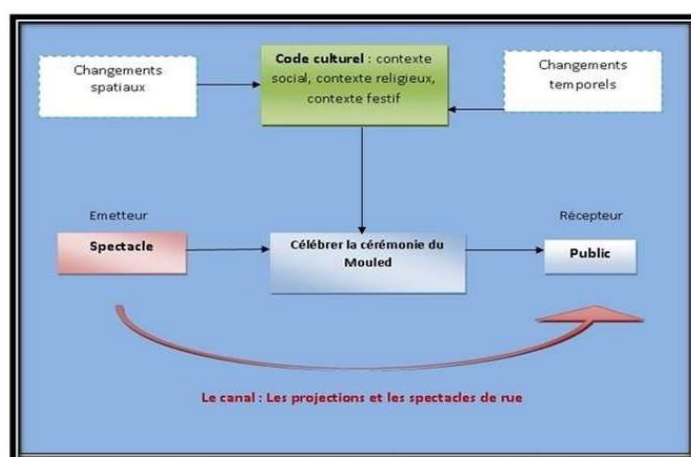 Changements
spatiaux
Code culturel : contexte
social, contexte religieux,
contexte festif
Changements
temporels
Emetteur
Récepteur
Spectacle
Célébrer la cérémonie du
Mouled
Public
Le canal : Les projections et les spectacles de rue